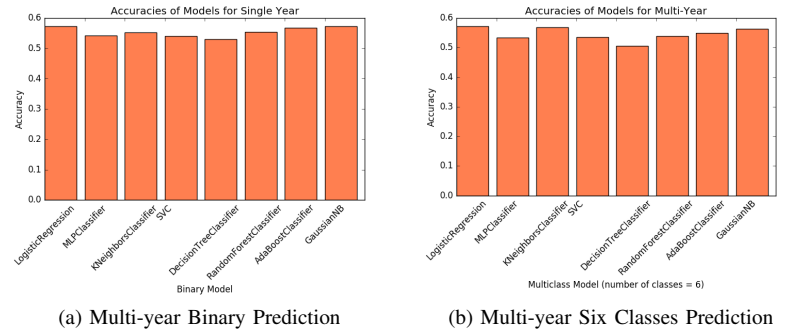 Accuracies of Models for Single Year
0.6
0.5
0.4
0.3
0.2
0.1
0.0
Accuracy
LogisticRegression
MLPClassifier
KNeighborsClassifier
SVC
DecisionTreeClassifier
RandomForestClassifier
AdaBoostClassifier
GaussianNB
Binary Model
(a) Multi-year Binary Prediction
Accuracies of Models for Multi-Year
0.6
0.5
0.4
0.3
0.2
0.1
0.0
Accuracy
LogisticRegression
MLPClassifier
KNeighborsClassifier
SVC
DecisionTreeClassifier
RandomForestClassifier
AdaBoostClassifier
GaussianNB
Multiclass Model (number of classes = 6)
(b) Multi-year Six Classes Prediction